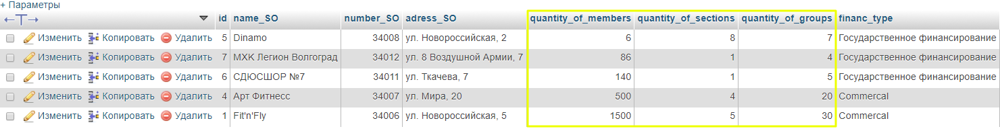 + Параметры
←T→ id name_SO number_SO adress_SO quantity_of_members quantity_of_sections quantity_of_groups financ_type
Изменить Копировать Удалить 5 Dinamo 34008 ул. Новороссийская, 2 6 8 7 Государственное финансирование
Изменить Копировать Удалить 7 МХК Легион Волгоград 34012 ул. 8 Воздушной Армии, 7 86 1 4 Государственное финансирование
Изменить Копировать Удалить 6 СДЮСШОР №7 34011 ул. Ткачева, 7 140 1 5 Государственное финансирование
Изменить Копировать Удалить 4 Арт Фитнесс 34007 ул. Мира, 20 500 4 20 Commercal
Изменить Копировать Удалить 1 Fit'n'Fly 34006 ул. Новороссийская, 5 1500 5 30 Commercal